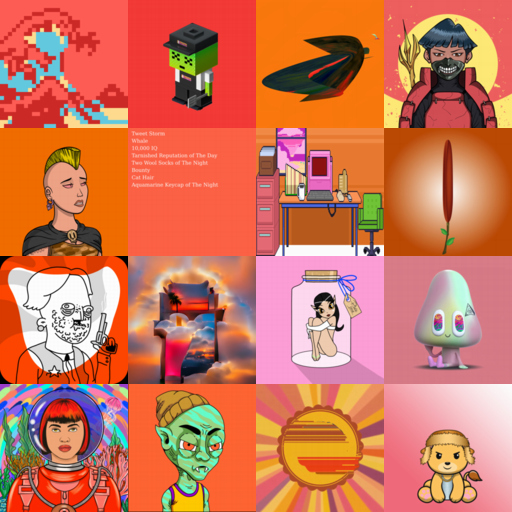 Tweet Storm
Whale
10,000 IQ
Tarnished Reputation of The Day
Two Wool Socks of The Night
Bounty
Cat Hair
Aquamarine Keycap of The Night